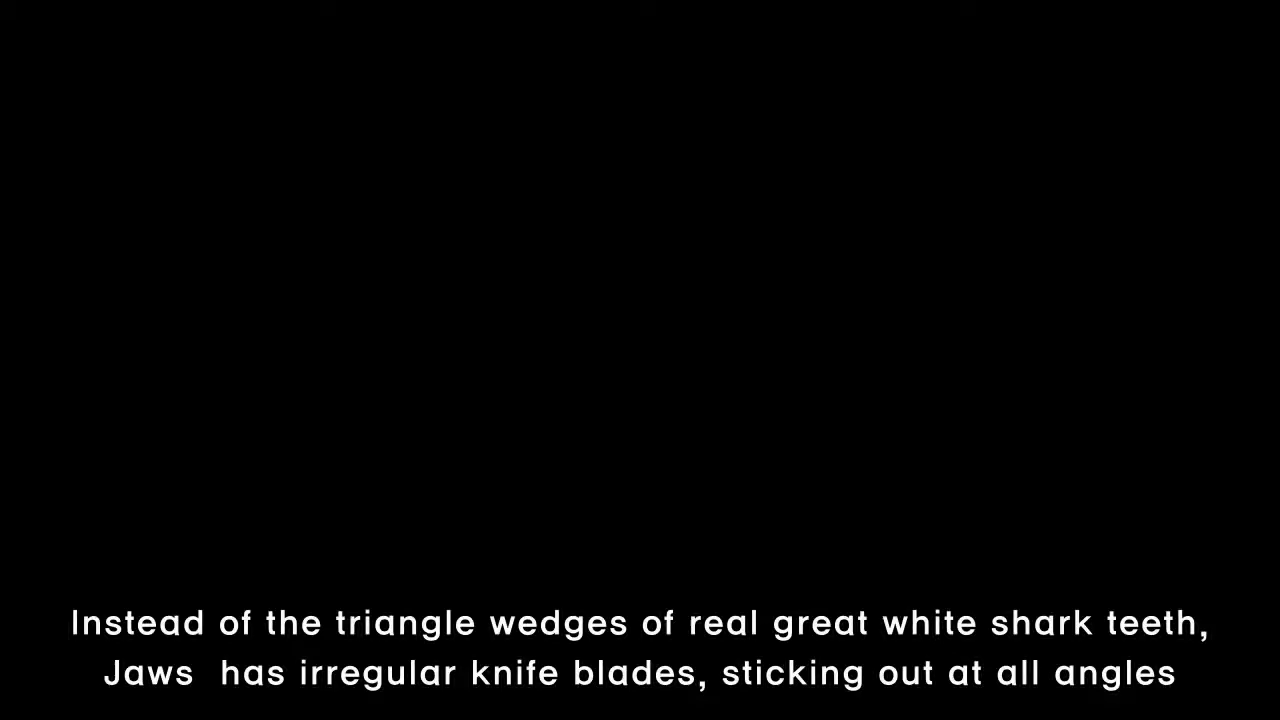 Instead of the triangle wedges of real great white shark teeth,
Jaws  has irregular knife blades, sticking out at all angles